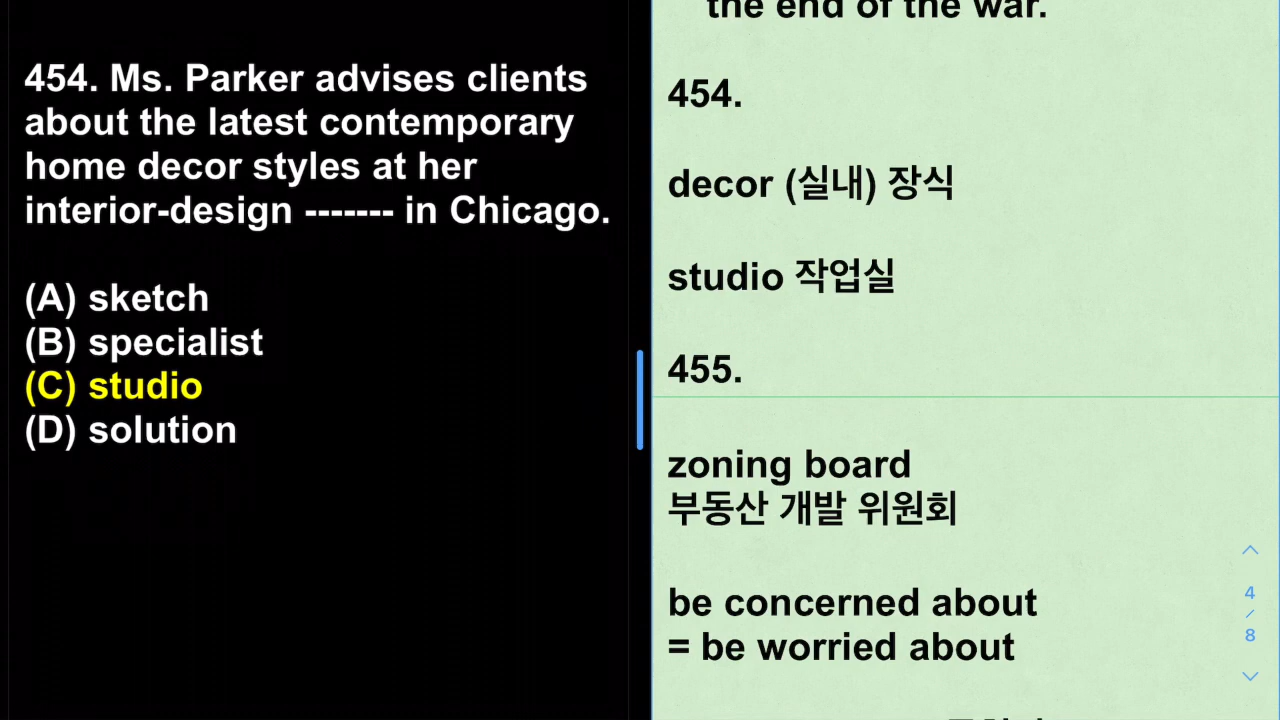 454. Ms. Parker advises clients
about the latest contemporary
home decor styles at her
interior-design ------- in Chicago.
(A) sketch
(B) specialist
(C) studio
(D) solution
the end of the war.
454.
decor (실내) 장식
studio 작업실
455.
zoning board
부동산 개발 위원회
be concerned about
= be worried about
4
/
8